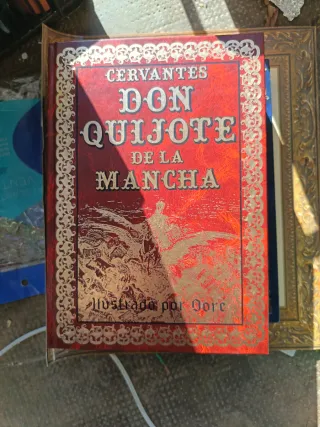 CERVANTES
DON
QUIJOTE
DE LA
MANCHA
Ilustrado por Doré